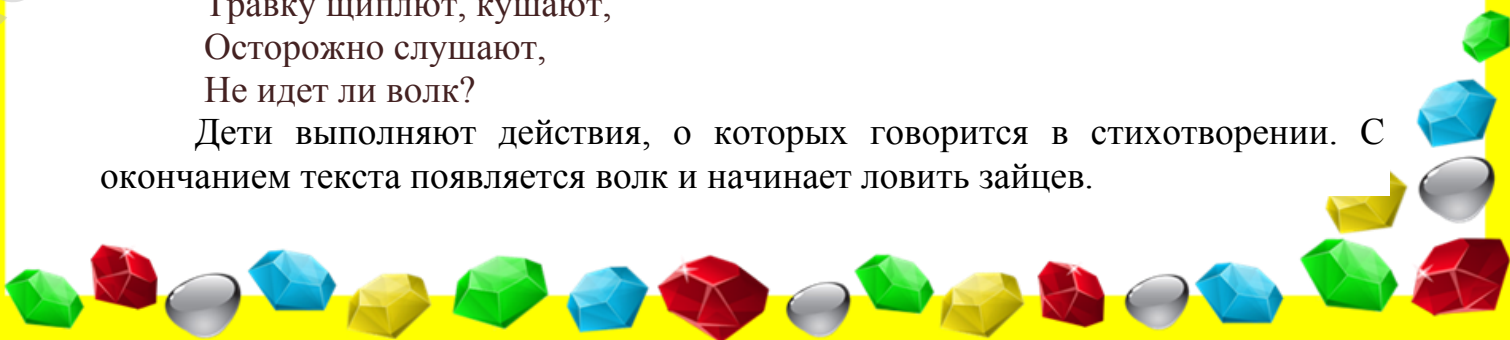 Травку щиплют, кушают,
Осторожно слушают,
Не идет ли волк?
Дети выполняют действия, о которых говорится в стихотворении. С
окончанием текста появляется волк и начинает ловить зайцев.